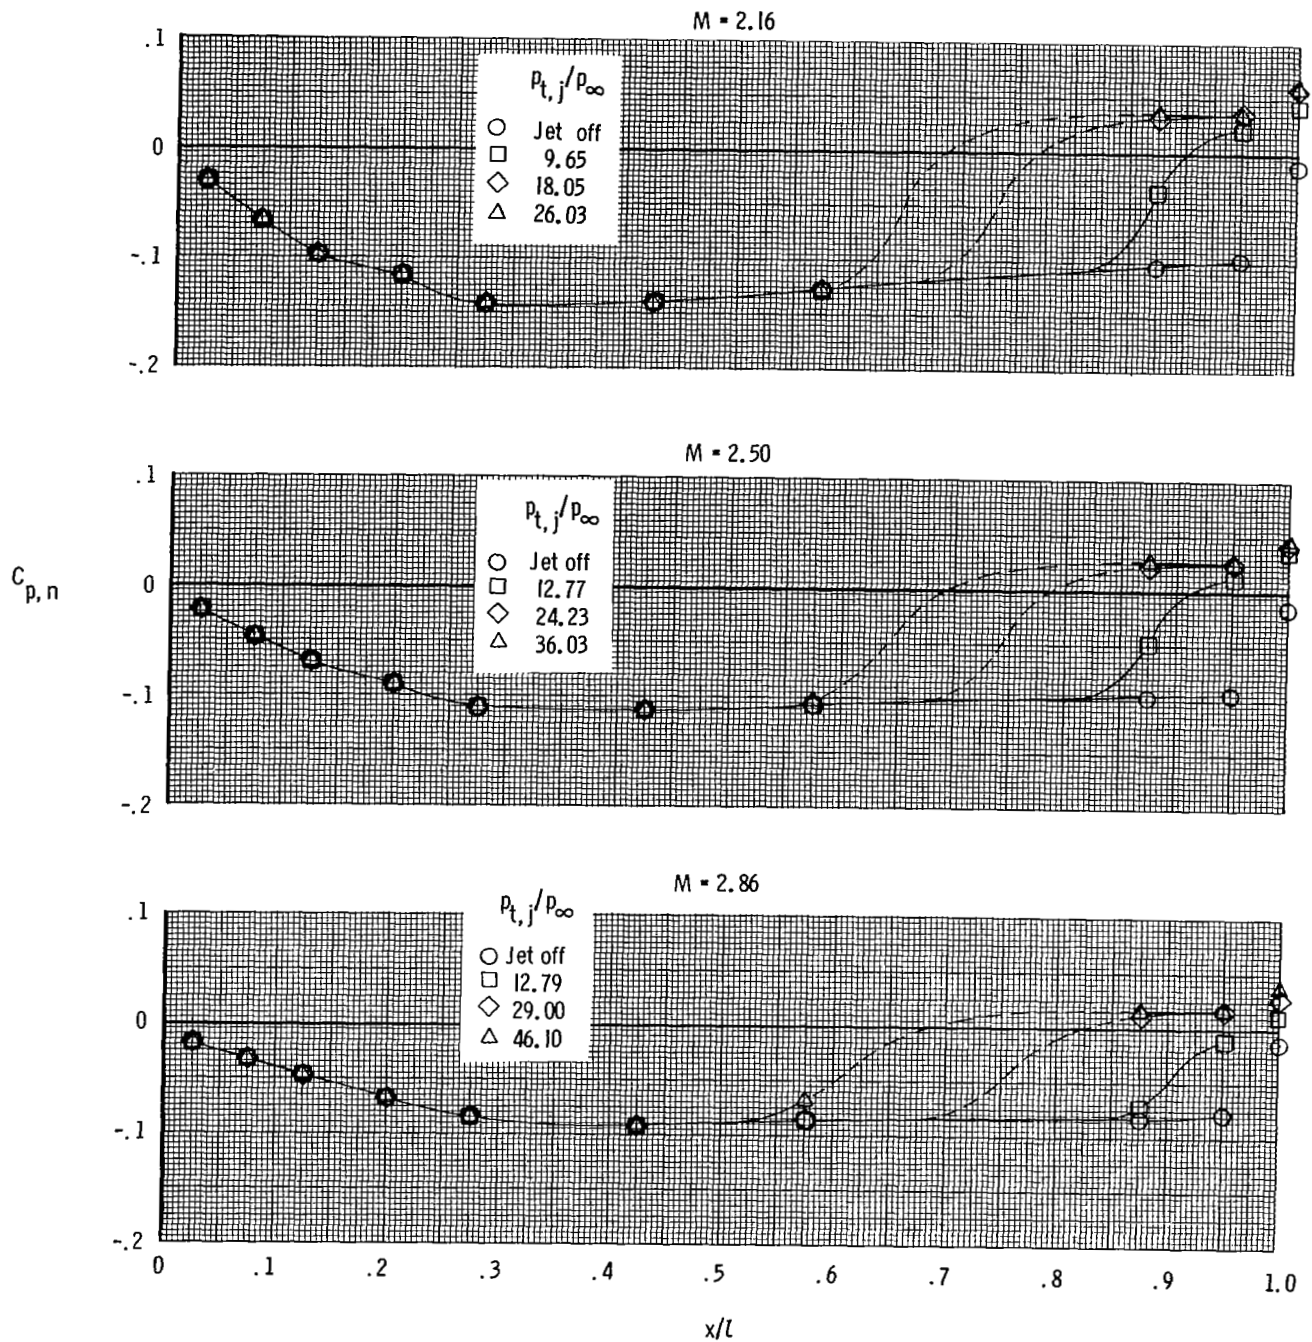 M = 2.16
.1
0
-.1
-.2
p_t,j/p_∞
Jet off
9.65
18.05
26.03
M = 2.50
.1
0
-.1
-.2
p_t,j/p_∞
Jet off
12.77
24.23
36.03
C_p,n
M = 2.86
.1
0
-.1
-.2
p_t,j/p_∞
Jet off
12.79
29.00
46.10
0 .1 .2 .3 .4 .5 .6 .7 .8 .9 1.0
x/l